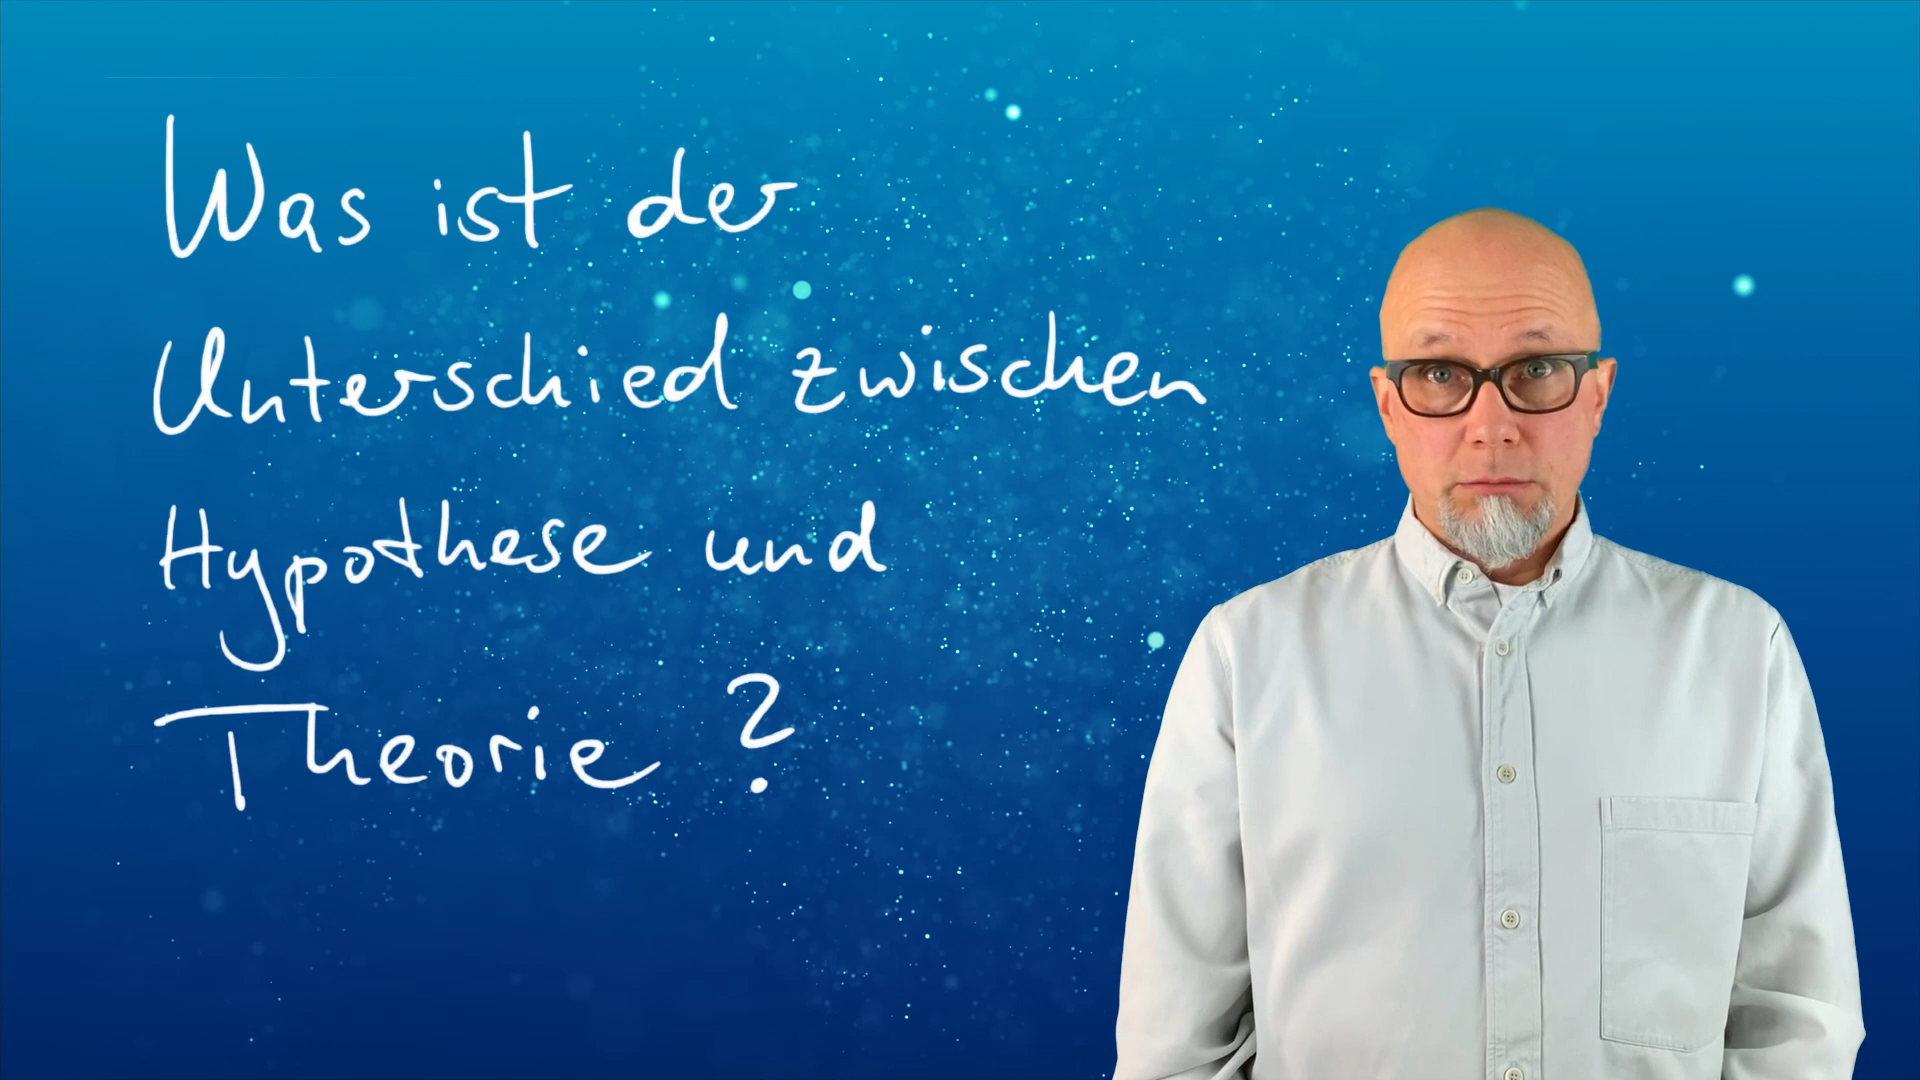 Was ist der
Unterschied zwischen
Hypothese und
Theorie?